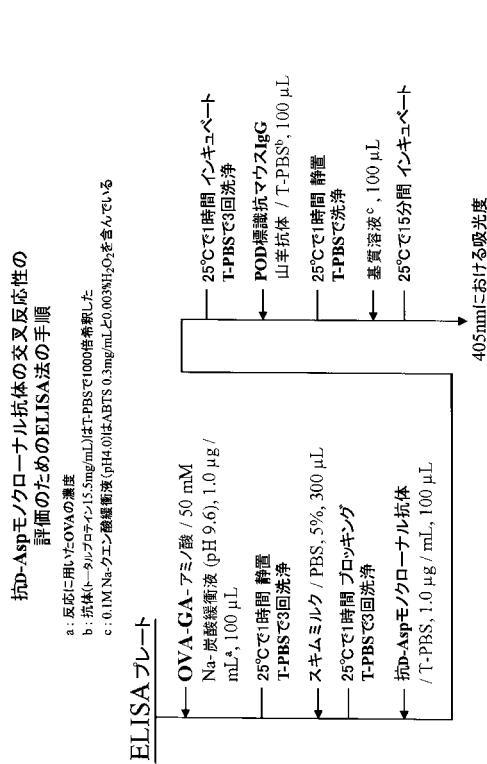 抗D-Aspモノクローナル抗体の交叉反応性の
評価のためのELISA法の手順
a : 反応に用いたOVAの濃度
b : 抗体(トータルプロテイン15.5mg/mL)はT-PBSで1000倍希釈した
c : 0.1M Na-クエン酸緩衝液(pH4.0)はABTS 0.3mg/mLと0.003%H₂O₂を含んでいる
ELISA プレート
OVA-GA-アミノ酸 / 50 mM
Na-炭酸緩衝液 (pH 9.6), 1.0 μg /
mLᵃ, 100 μL
25℃で1時間 静置
T-PBSで3回洗浄
スキムミルク / PBS, 5%, 300 μL
25℃で1時間 ブロッキング
T-PBSで3回洗浄
抗D-Aspモノクローナル抗体
/ T-PBS, 1.0 μg / mL, 100 μL
25℃で1時間 インキュベート
T-PBSで3回洗浄
POD標識抗マウスIgG
山羊抗体 / T-PBSᵇ, 100 μL
25℃で1時間 静置
T-PBSで洗浄
基質溶液ᶜ, 100 μL
25℃で15分間 インキュベート
405nmにおける吸光度